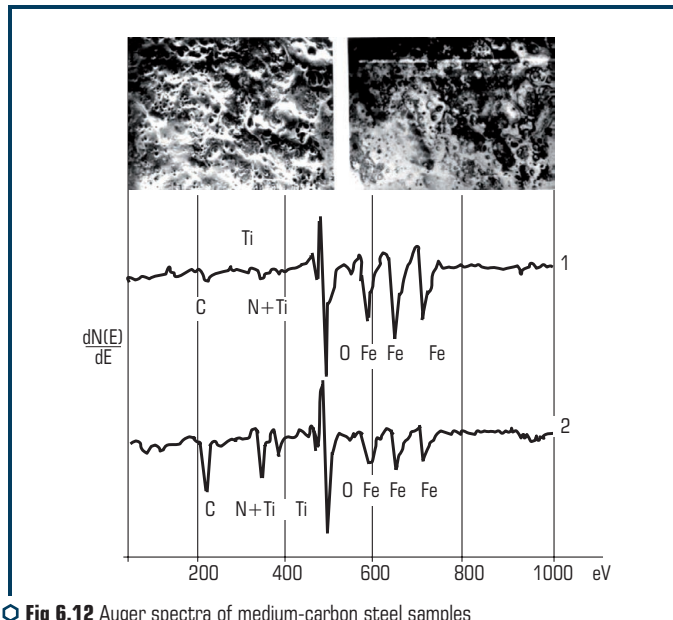 Ti
1
C N+Ti
dN(E)
dE
O Fe Fe Fe
2
O Fe Fe Fe
C N+Ti Ti
200 400 600 800 1000 eV
Fig 6.12 Auger spectra of medium-carbon steel samples